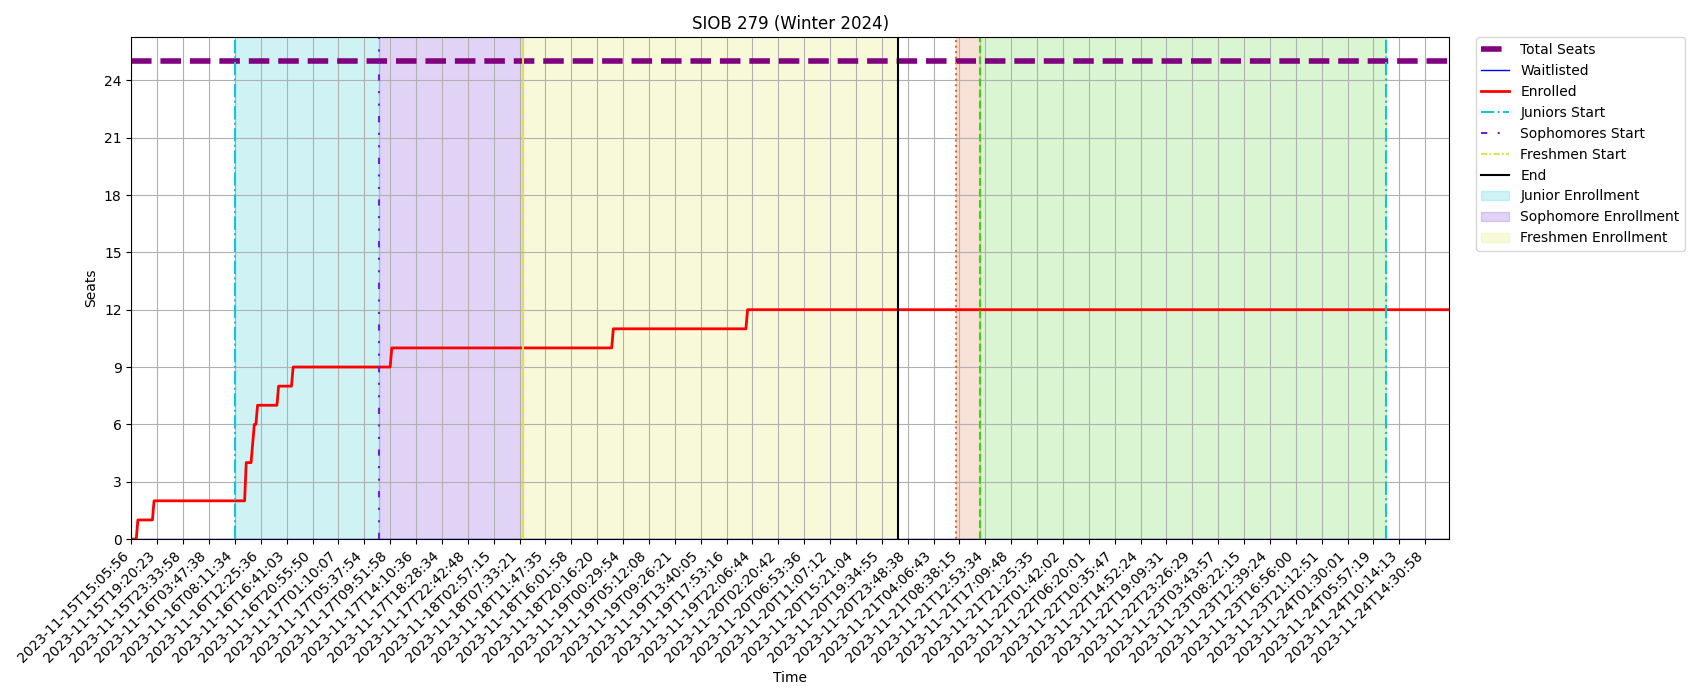 SIOB 279 (Winter 2024)
Total Seats
Waitlisted
Enrolled
Juniors Start
Sophomores Start
Freshmen Start
End
Junior Enrollment
Sophomore Enrollment
Freshmen Enrollment
Seats
24
21
18
15
12
9
6
3
0
2023-11-15T15:05:56
2023-11-15T19:20:23
2023-11-15T23:33:58
2023-11-16T03:47:38
2023-11-16T08:11:34
2023-11-16T12:25:36
2023-11-16T16:41:03
2023-11-16T20:55:50
2023-11-17T01:10:07
2023-11-17T05:37:54
2023-11-17T09:51:58
2023-11-17T14:10:36
2023-11-17T18:28:34
2023-11-17T22:42:48
2023-11-18T02:57:15
2023-11-18T07:33:21
2023-11-18T11:47:35
2023-11-18T16:01:58
2023-11-18T20:16:20
2023-11-19T00:29:54
2023-11-19T05:12:08
2023-11-19T09:26:21
2023-11-19T13:40:05
2023-11-19T17:53:16
2023-11-19T22:06:44
2023-11-20T02:20:42
2023-11-20T06:53:36
2023-11-20T11:07:12
2023-11-20T15:21:04
2023-11-20T19:34:55
2023-11-20T23:48:38
2023-11-21T04:06:43
2023-11-21T08:38:15
2023-11-21T12:53:34
2023-11-21T17:09:48
2023-11-21T21:25:35
2023-11-22T01:42:02
2023-11-22T06:20:01
2023-11-22T10:35:47
2023-11-22T14:52:24
2023-11-22T19:09:31
2023-11-22T23:26:29
2023-11-23T03:43:57
2023-11-23T08:22:15
2023-11-23T12:39:24
2023-11-23T16:56:00
2023-11-23T21:12:51
2023-11-24T01:30:01
2023-11-24T05:57:19
2023-11-24T10:14:13
2023-11-24T14:30:58
Time